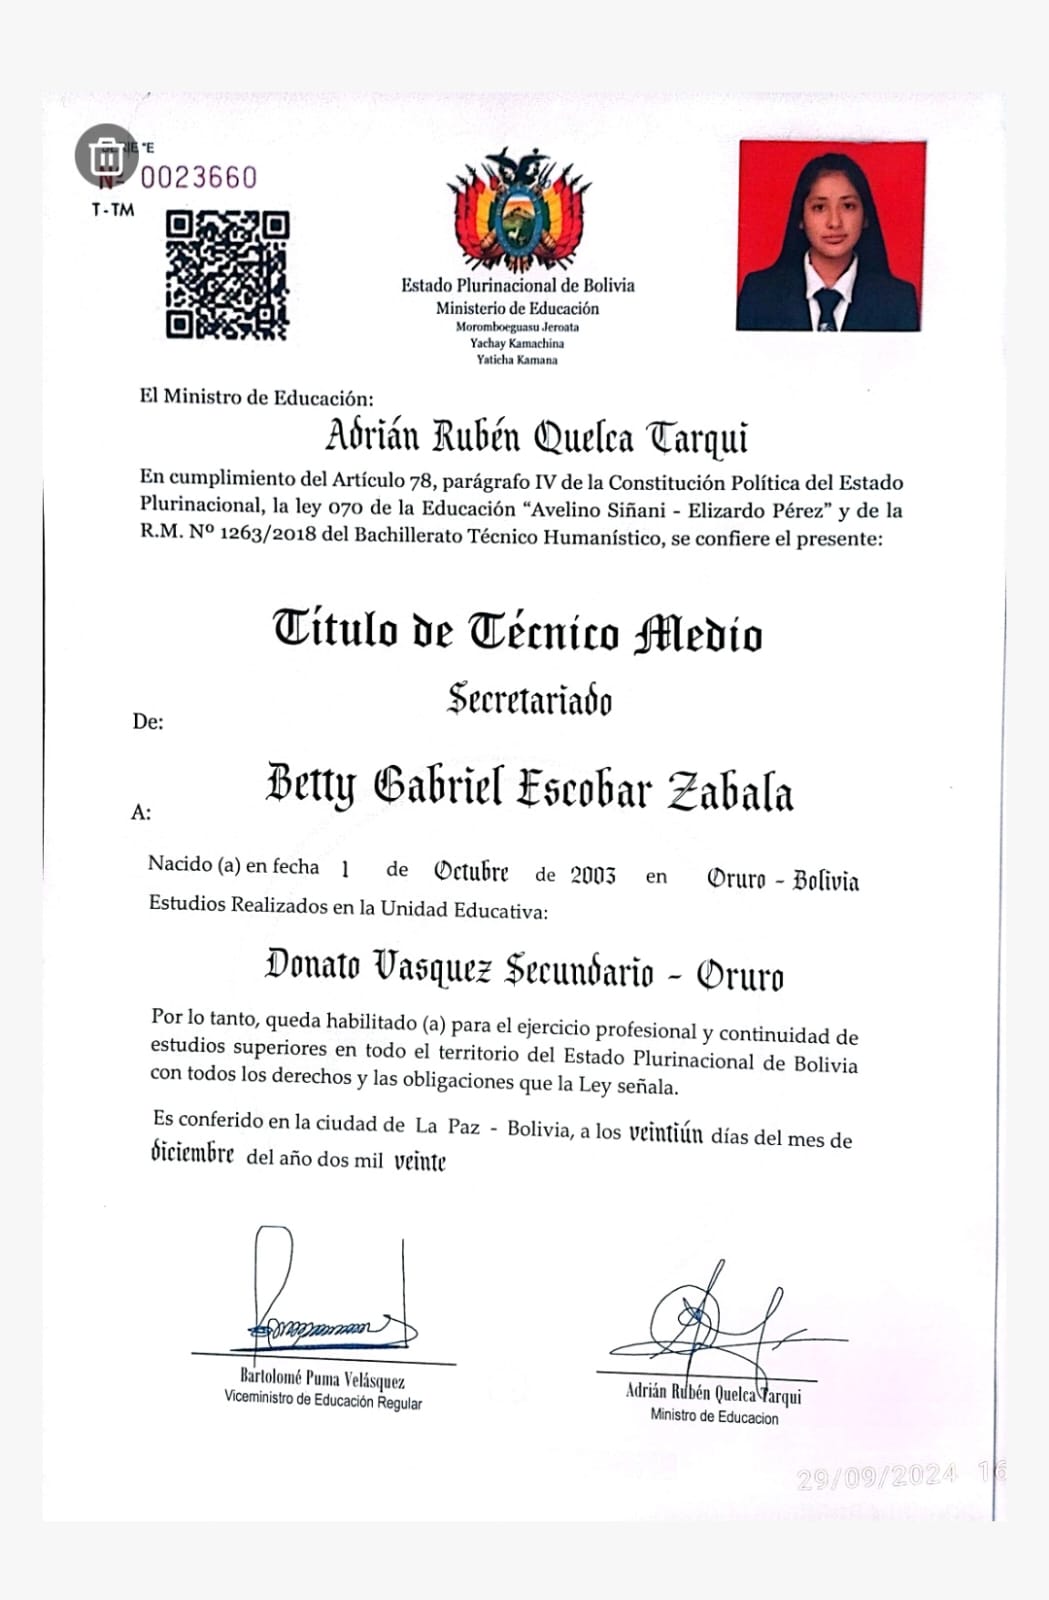 Nº 0023660
T-TM
Estado Plurinacional de Bolivia
Ministerio de Educación
Moromboeguasu Jeroata
Yachay Kamachina
Yaticha Kamana
El Ministro de Educación:
Adrián Rubén Quelca Tarqui
En cumplimiento del Artículo 78, parágrafo IV de la Constitución Política del Estado
Plurinacional, la ley 070 de la Educación “Avelino Siñani - Elizardo Pérez” y de la
R.M. Nº 1263/2018 del Bachillerato Técnico Humanístico, se confiere el presente:
Título de Técnico Medio
Secretariado
De:
Betty Gabriel Escobar Zabala
A:
Nacido (a) en fecha 1 de Octubre de 2003 en Oruro - Bolivia
Estudios Realizados en la Unidad Educativa:
Donato Vasquez Secundario - Oruro
Por lo tanto, queda habilitado (a) para el ejercicio profesional y continuidad de
estudios superiores en todo el territorio del Estado Plurinacional de Bolivia
con todos los derechos y las obligaciones que la Ley señala.
Es conferido en la ciudad de La Paz - Bolivia, a los veintiún días del mes de
diciembre del año dos mil veinte
Bartolomé Puma Velásquez
Viceministro de Educación Regular
Adrián Rubén Quelca Tarqui
Ministro de Educacion
29/09/2024 16